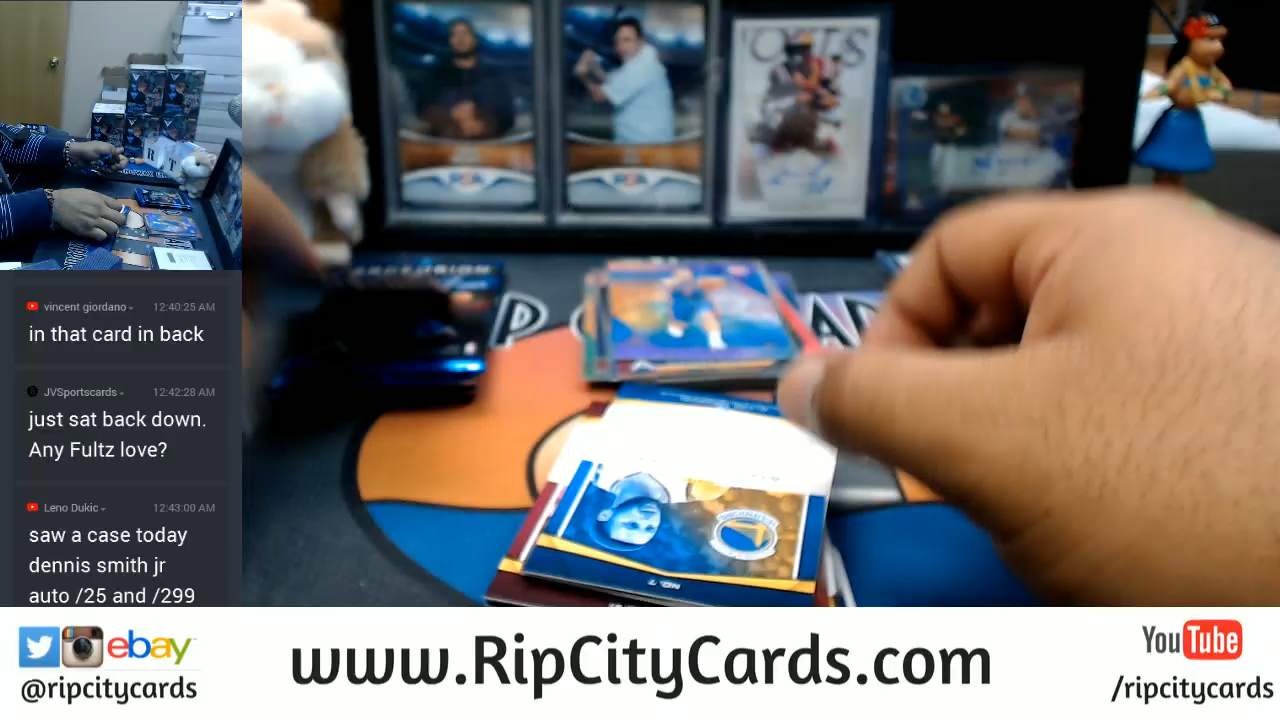 vincent giordano 12:40:25 AM
in that card in back
JVSportscards 12:42:28 AM
just sat back down.
Any Fultz love?
Leno Dukic 12:43:00 AM
saw a case today
dennis smith jr
auto /25 and /299
NO. 7
ebay
@ripcitycards
www.RipCityCards.com
YouTube
/ripcitycards